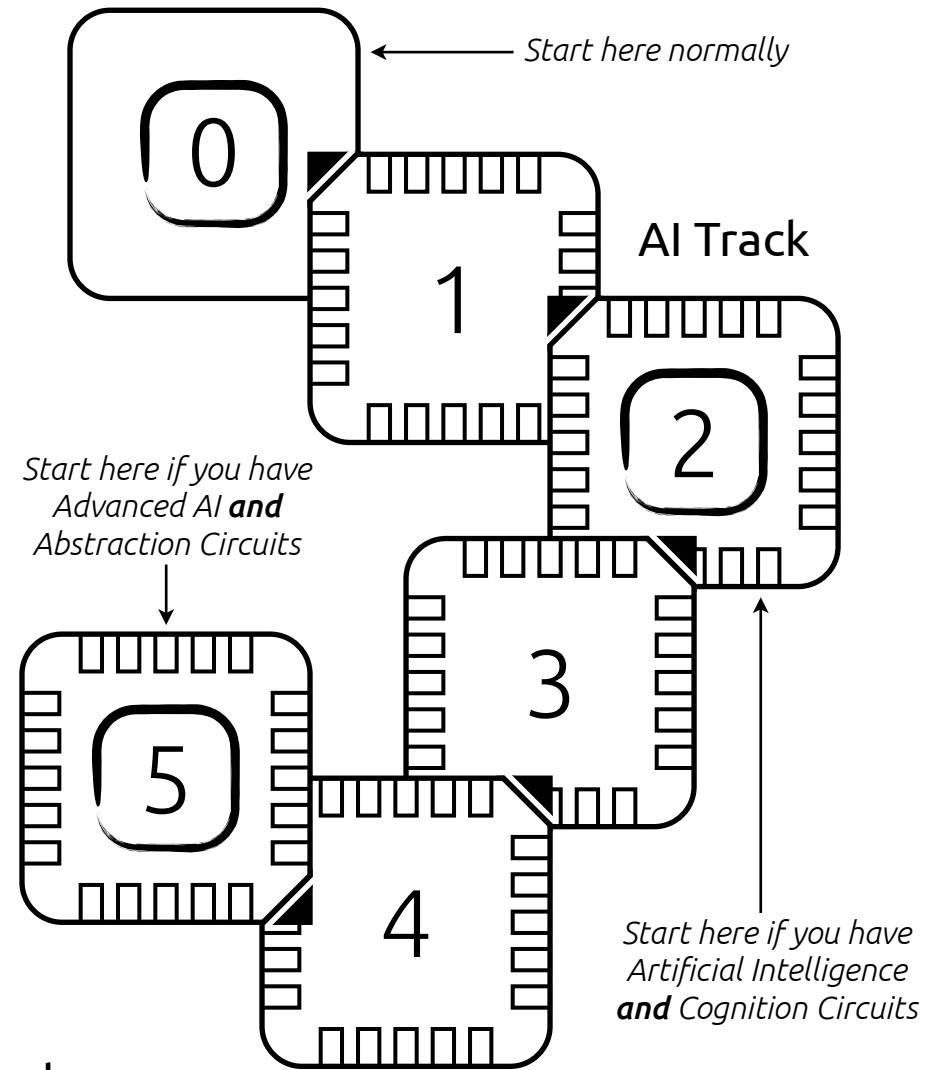 Start here normally
0
1
AI Track
2
Start here if you have
Advanced AI and
Abstraction Circuits
3
5
4
Start here if you have
Artificial Intelligence
and Cognition Circuits